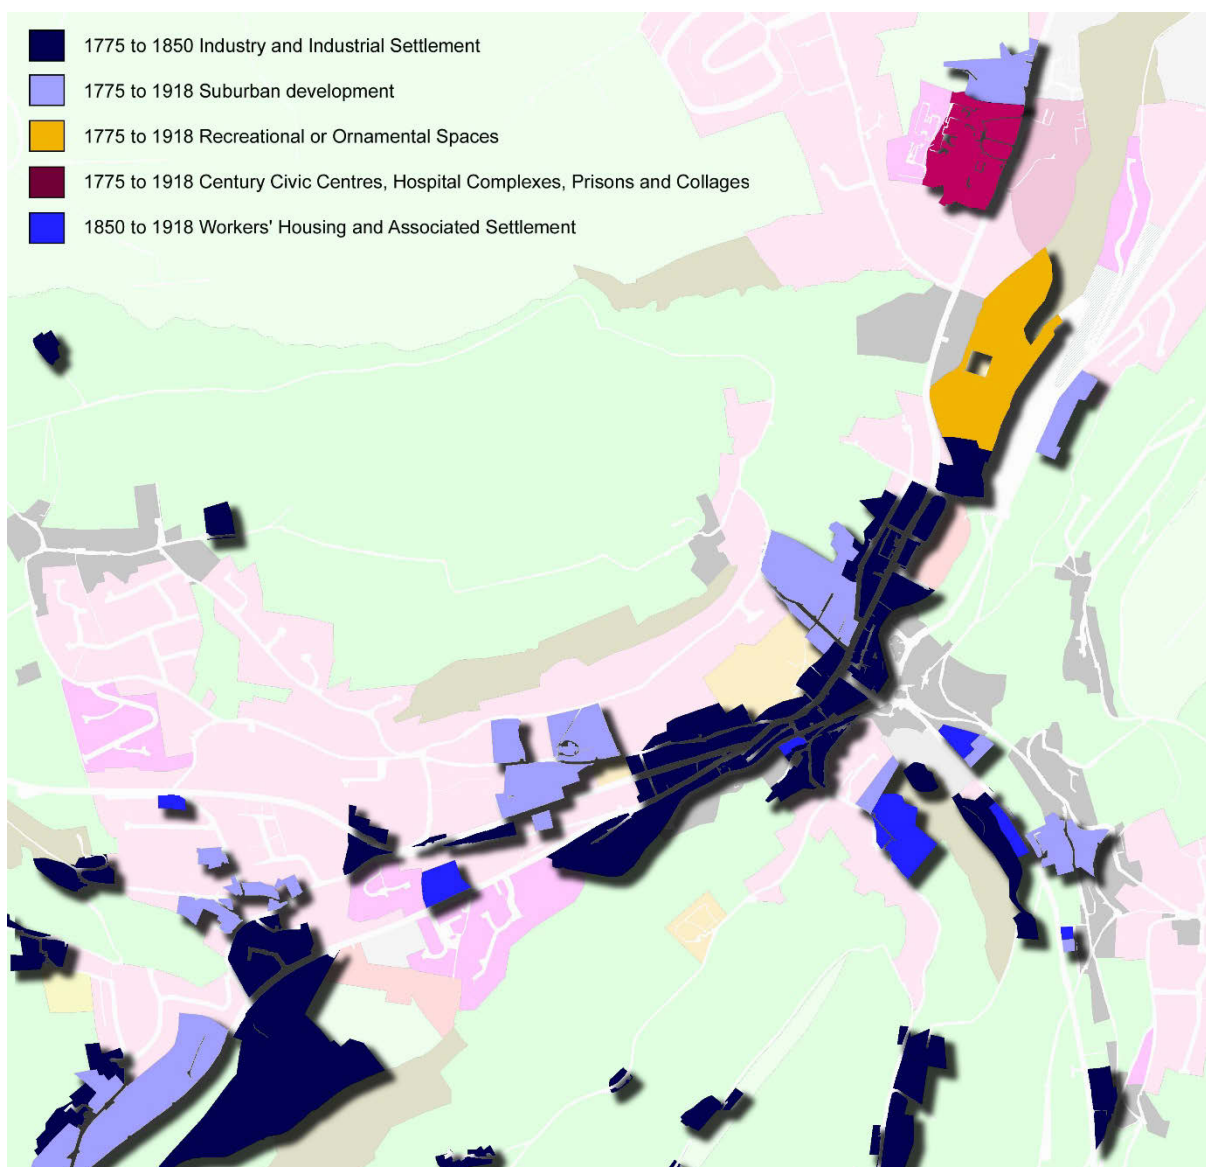 1775 to 1850 Industry and Industrial Settlement
1775 to 1918 Suburban development
1775 to 1918 Recreational or Ornamental Spaces
1775 to 1918 Century Civic Centres, Hospital Complexes, Prisons and Collages
1850 to 1918 Workers' Housing and Associated Settlement